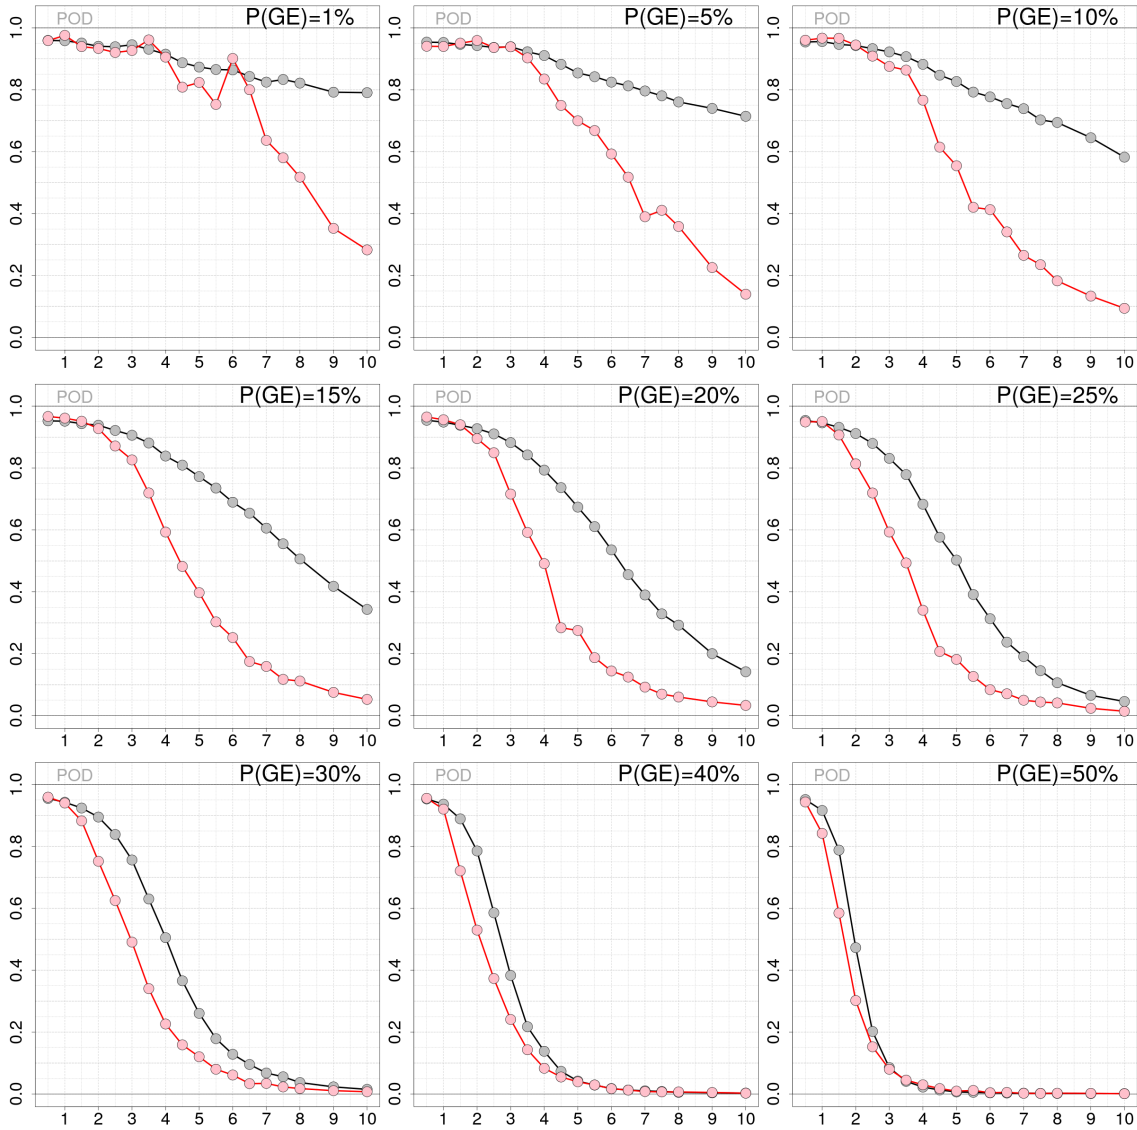 POD P(GE)=1% POD P(GE)=5% POD P(GE)=10%
1.0 1.0 1.0
0.8 0.8 0.8
0.6 0.6 0.6
0.4 0.4 0.4
0.2 0.2 0.2
0.0 0.0 0.0
1 2 3 4 5 6 7 8 9 10 1 2 3 4 5 6 7 8 9 10 1 2 3 4 5 6 7 8 9 10
POD P(GE)=15% POD P(GE)=20% POD P(GE)=25%
1.0 1.0 1.0
0.8 0.8 0.8
0.6 0.6 0.6
0.4 0.4 0.4
0.2 0.2 0.2
0.0 0.0 0.0
1 2 3 4 5 6 7 8 9 10 1 2 3 4 5 6 7 8 9 10 1 2 3 4 5 6 7 8 9 10
POD P(GE)=30% POD P(GE)=40% POD P(GE)=50%
1.0 1.0 1.0
0.8 0.8 0.8
0.6 0.6 0.6
0.4 0.4 0.4
0.2 0.2 0.2
0.0 0.0 0.0
1 2 3 4 5 6 7 8 9 10 1 2 3 4 5 6 7 8 9 10 1 2 3 4 5 6 7 8 9 10